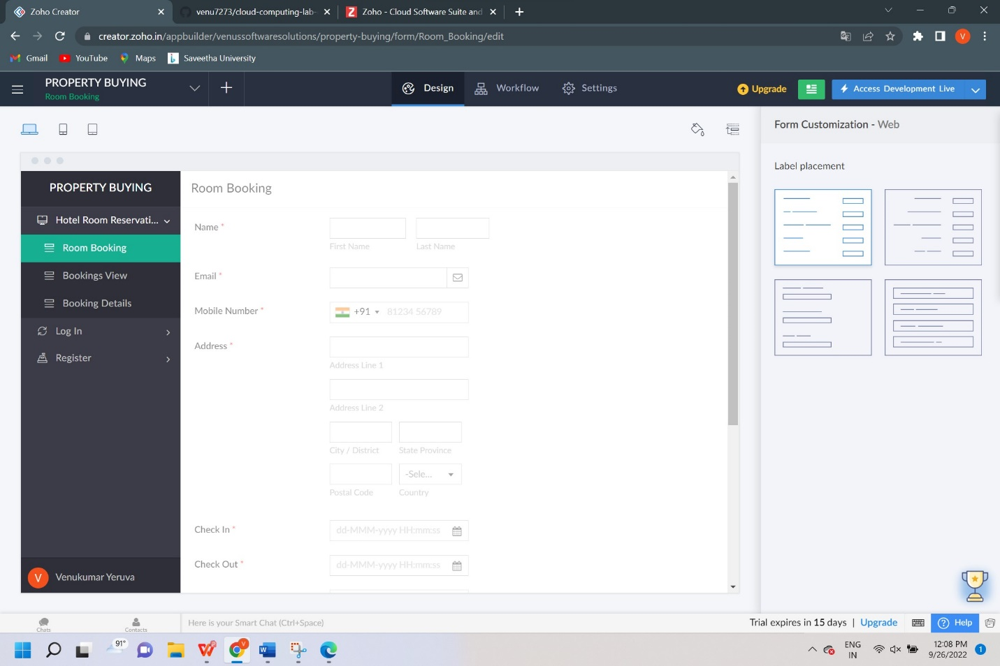 Zoho Creator
venu7273/cloud-computing-lab-
Zoho - Cloud Software Suite and
creator.zoho.in/appbuilder/venussoftwaresolutions/property-buying/form/Room_Booking/edit
V
Gmail
YouTube
Maps
Saveetha University
PROPERTY BUYING
Room Booking
Design
Workflow
Settings
Upgrade
Access Development Live
Form Customization - Web
Label placement
PROPERTY BUYING
Hotel Room Reservati...
Room Booking
Bookings View
Booking Details
Log In
Register
V
Venukumar Yeruva
Room Booking
Name *
First Name
Last Name
Email *
Mobile Number *
+91
81234 56789
Address *
Address Line 1
Address Line 2
City / District
State Province
-Sele...
Postal Code
Country
Check In *
dd-MMM-yyyy HH:mm:ss
Check Out *
dd-MMM-yyyy HH:mm:ss
Chats
Contacts
Here is your Smart Chat (Ctrl+Space)
Trial expires in 15 days | Upgrade
Help
91°
ENG
IN
12:08 PM
9/26/2022
1